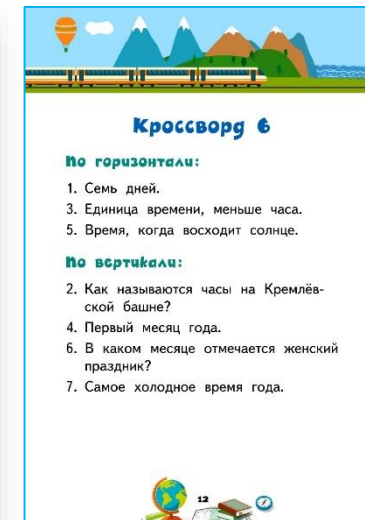 Кроссворд 6
По горизонтали:
1. Семь дней.
3. Единица времени, меньше часа.
5. Время, когда восходит солнце.
По вертикали:
2. Как называются часы на Кремлёв-
ской башне?
4. Первый месяц года.
6. В каком месяце отмечается женский
праздник?
7. Самое холодное время года.
12